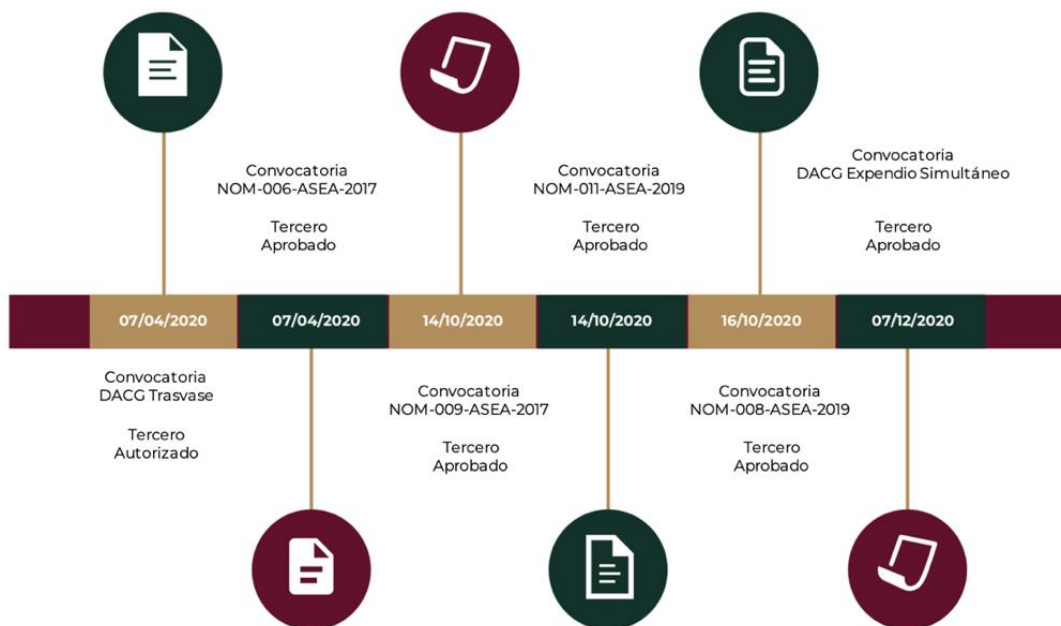 Convocatoria
NOM-006-ASEA-2017
Tercero
Aprobado
Convocatoria
NOM-011-ASEA-2019
Tercero
Aprobado
Convocatoria
DACG Expendio Simultáneo
Tercero
Aprobado
07/04/2020
07/04/2020
14/10/2020
14/10/2020
16/10/2020
07/12/2020
Convocatoria
DACG Trasvase
Tercero
Autorizado
Convocatoria
NOM-009-ASEA-2017
Tercero
Aprobado
Convocatoria
NOM-008-ASEA-2019
Tercero
Aprobado